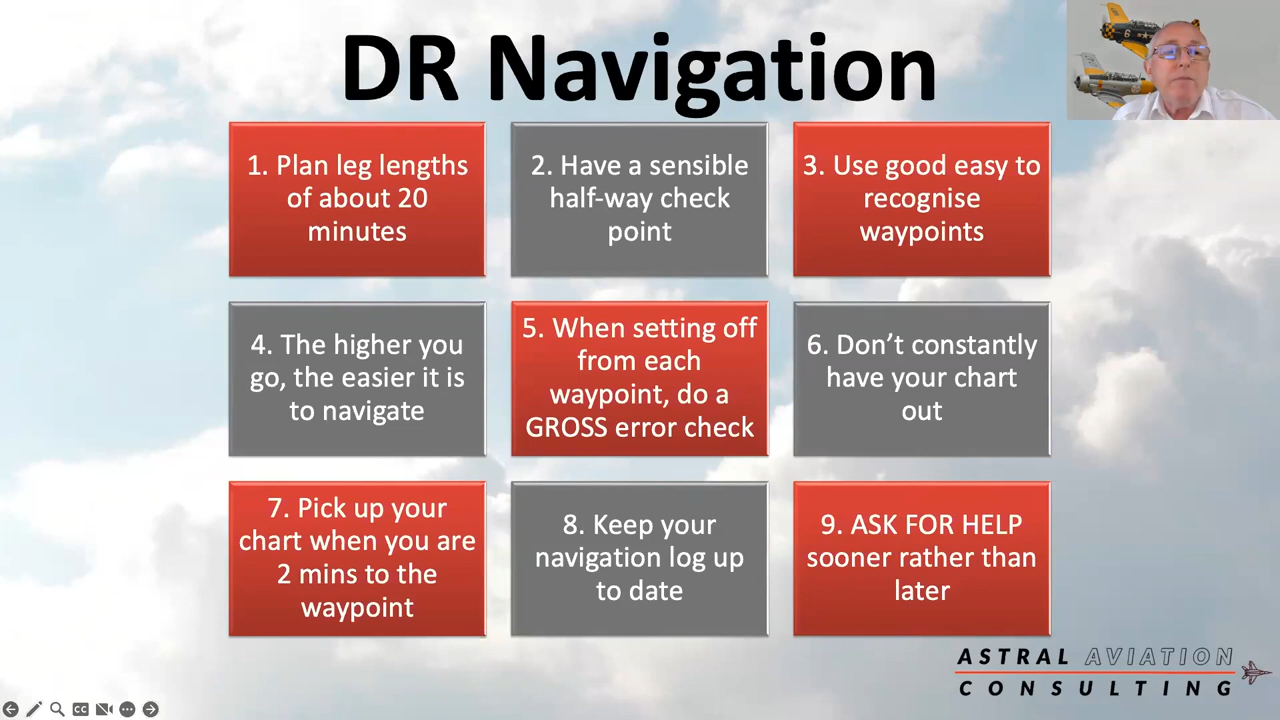 DR Navigation
1. Plan leg lengths
of about 20
minutes
2. Have a sensible
half-way check
point
3. Use good easy to
recognise
waypoints
4. The higher you
go, the easier it is
to navigate
5. When setting off
from each
waypoint, do a
GROSS error check
6. Don’t constantly
have your chart
out
7. Pick up your
chart when you are
2 mins to the
waypoint
8. Keep your
navigation log up
to date
9. ASK FOR HELP
sooner rather than
later
ASTRAL AVIATION
CONSULTING
CC